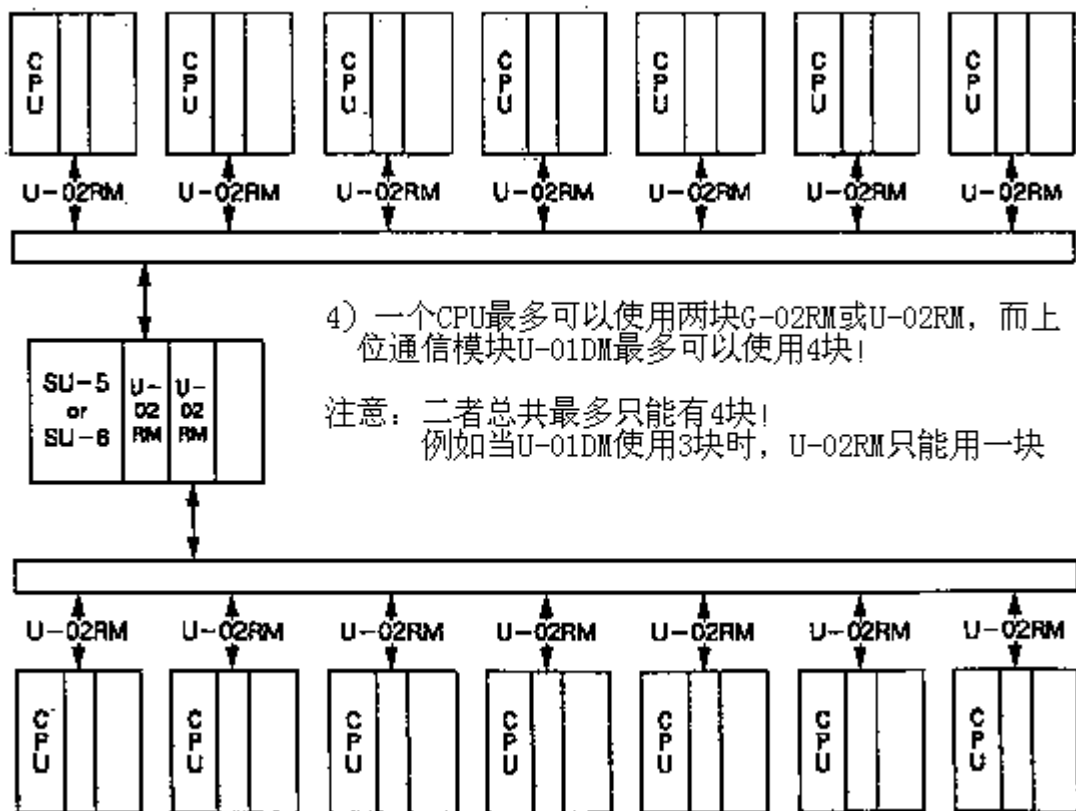 CPU CPU CPU CPU CPU CPU CPU
U-02RM U-02RM U-02RM U-02RM U-02RM U-02RM U-02RM
4）一个CPU最多可以使用两块G-02RM或U-02RM，而上
位通信模块U-01DM最多可以使用4块！
SU-5 or SU-6
U-02RM U-02RM
注意：二者总共最多只能有4块！
例如当U-01DM使用3块时，U-02RM只能用一块
U-02RM U-02RM U-02RM U-02RM U-02RM U-02RM U-02RM
CPU CPU CPU CPU CPU CPU CPU